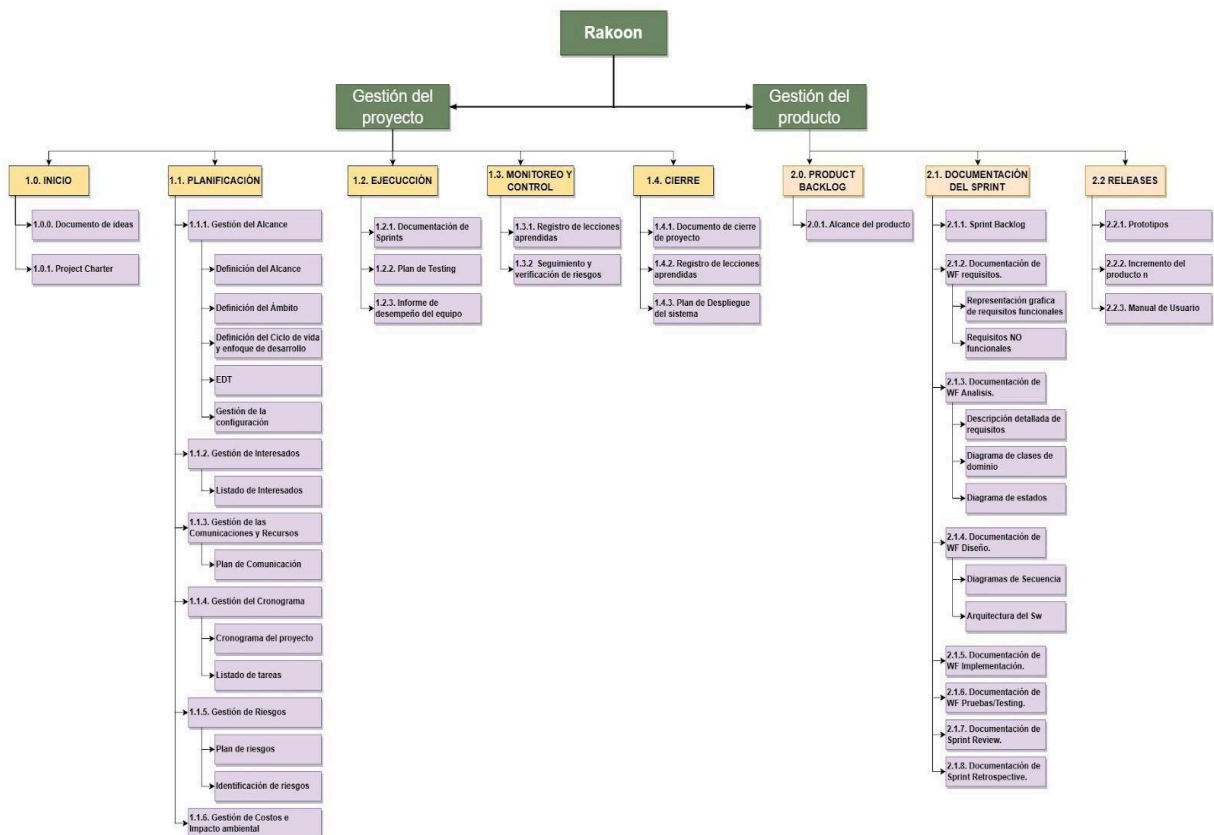 Rakoon
Gestión del
proyecto
Gestión del
producto
1.0. INICIO
1.1. PLANIFICACIÓN
1.2. EJECUCCIÓN
1.3. MONITOREO Y
CONTROL
1.4. CIERRE
2.0. PRODUCT
BACKLOG
2.1. DOCUMENTACIÓN
DEL SPRINT
2.2 RELEASES
1.0.0. Documento de ideas
1.0.1. Project Charter
1.1.1. Gestión del Alcance
Definición del Alcance
Definición del Ámbito
Definición del Ciclo de vida
y enfoque de desarrollo
EDT
Gestión de la
configuración
1.1.2. Gestión de Interesados
Listado de Interesados
1.1.3. Gestión de las
Comunicaciones y Recursos
Plan de Comunicación
1.1.4. Gestión del Cronograma
Cronograma del proyecto
Listado de tareas
1.1.5. Gestión de Riesgos
Plan de riesgos
Identificación de riesgos
1.1.6. Gestión de Costos e
Impacto ambiental
1.2.1. Documentación de
Sprints
1.2.2. Plan de Testing
1.2.3. Informe de
desempeño del equipo
1.3.1. Registro de lecciones
aprendidas
1.3.2 Seguimiento y
verificación de riesgos
1.4.1. Documento de cierre
de proyecto
1.4.2. Registro de lecciones
aprendidas
1.4.3. Plan de Despliegue
del sistema
2.0.1. Alcance del producto
2.1.1. Sprint Backlog
2.1.2. Documentación de
WF requisitos.
Representación grafica
de requisitos funcionales
Requisitos NO
funcionales
2.1.3. Documentación de
WF Analisis.
Descripción detallada de
requisitos
Diagrama de clases de
dominio
Diagrama de estados
2.1.4. Documentación de
WF Diseño.
Diagramas de Secuencia
Arquitectura del Sw
2.1.5. Documentación de
WF Implementación.
2.1.6. Documentación de
WF Pruebas/Testing.
2.1.7. Documentación de
Sprint Review.
2.1.8. Documentación de
Sprint Retrospective.
2.2.1. Prototipos
2.2.2. Incremento del
producto n
2.2.3. Manual de Usuario